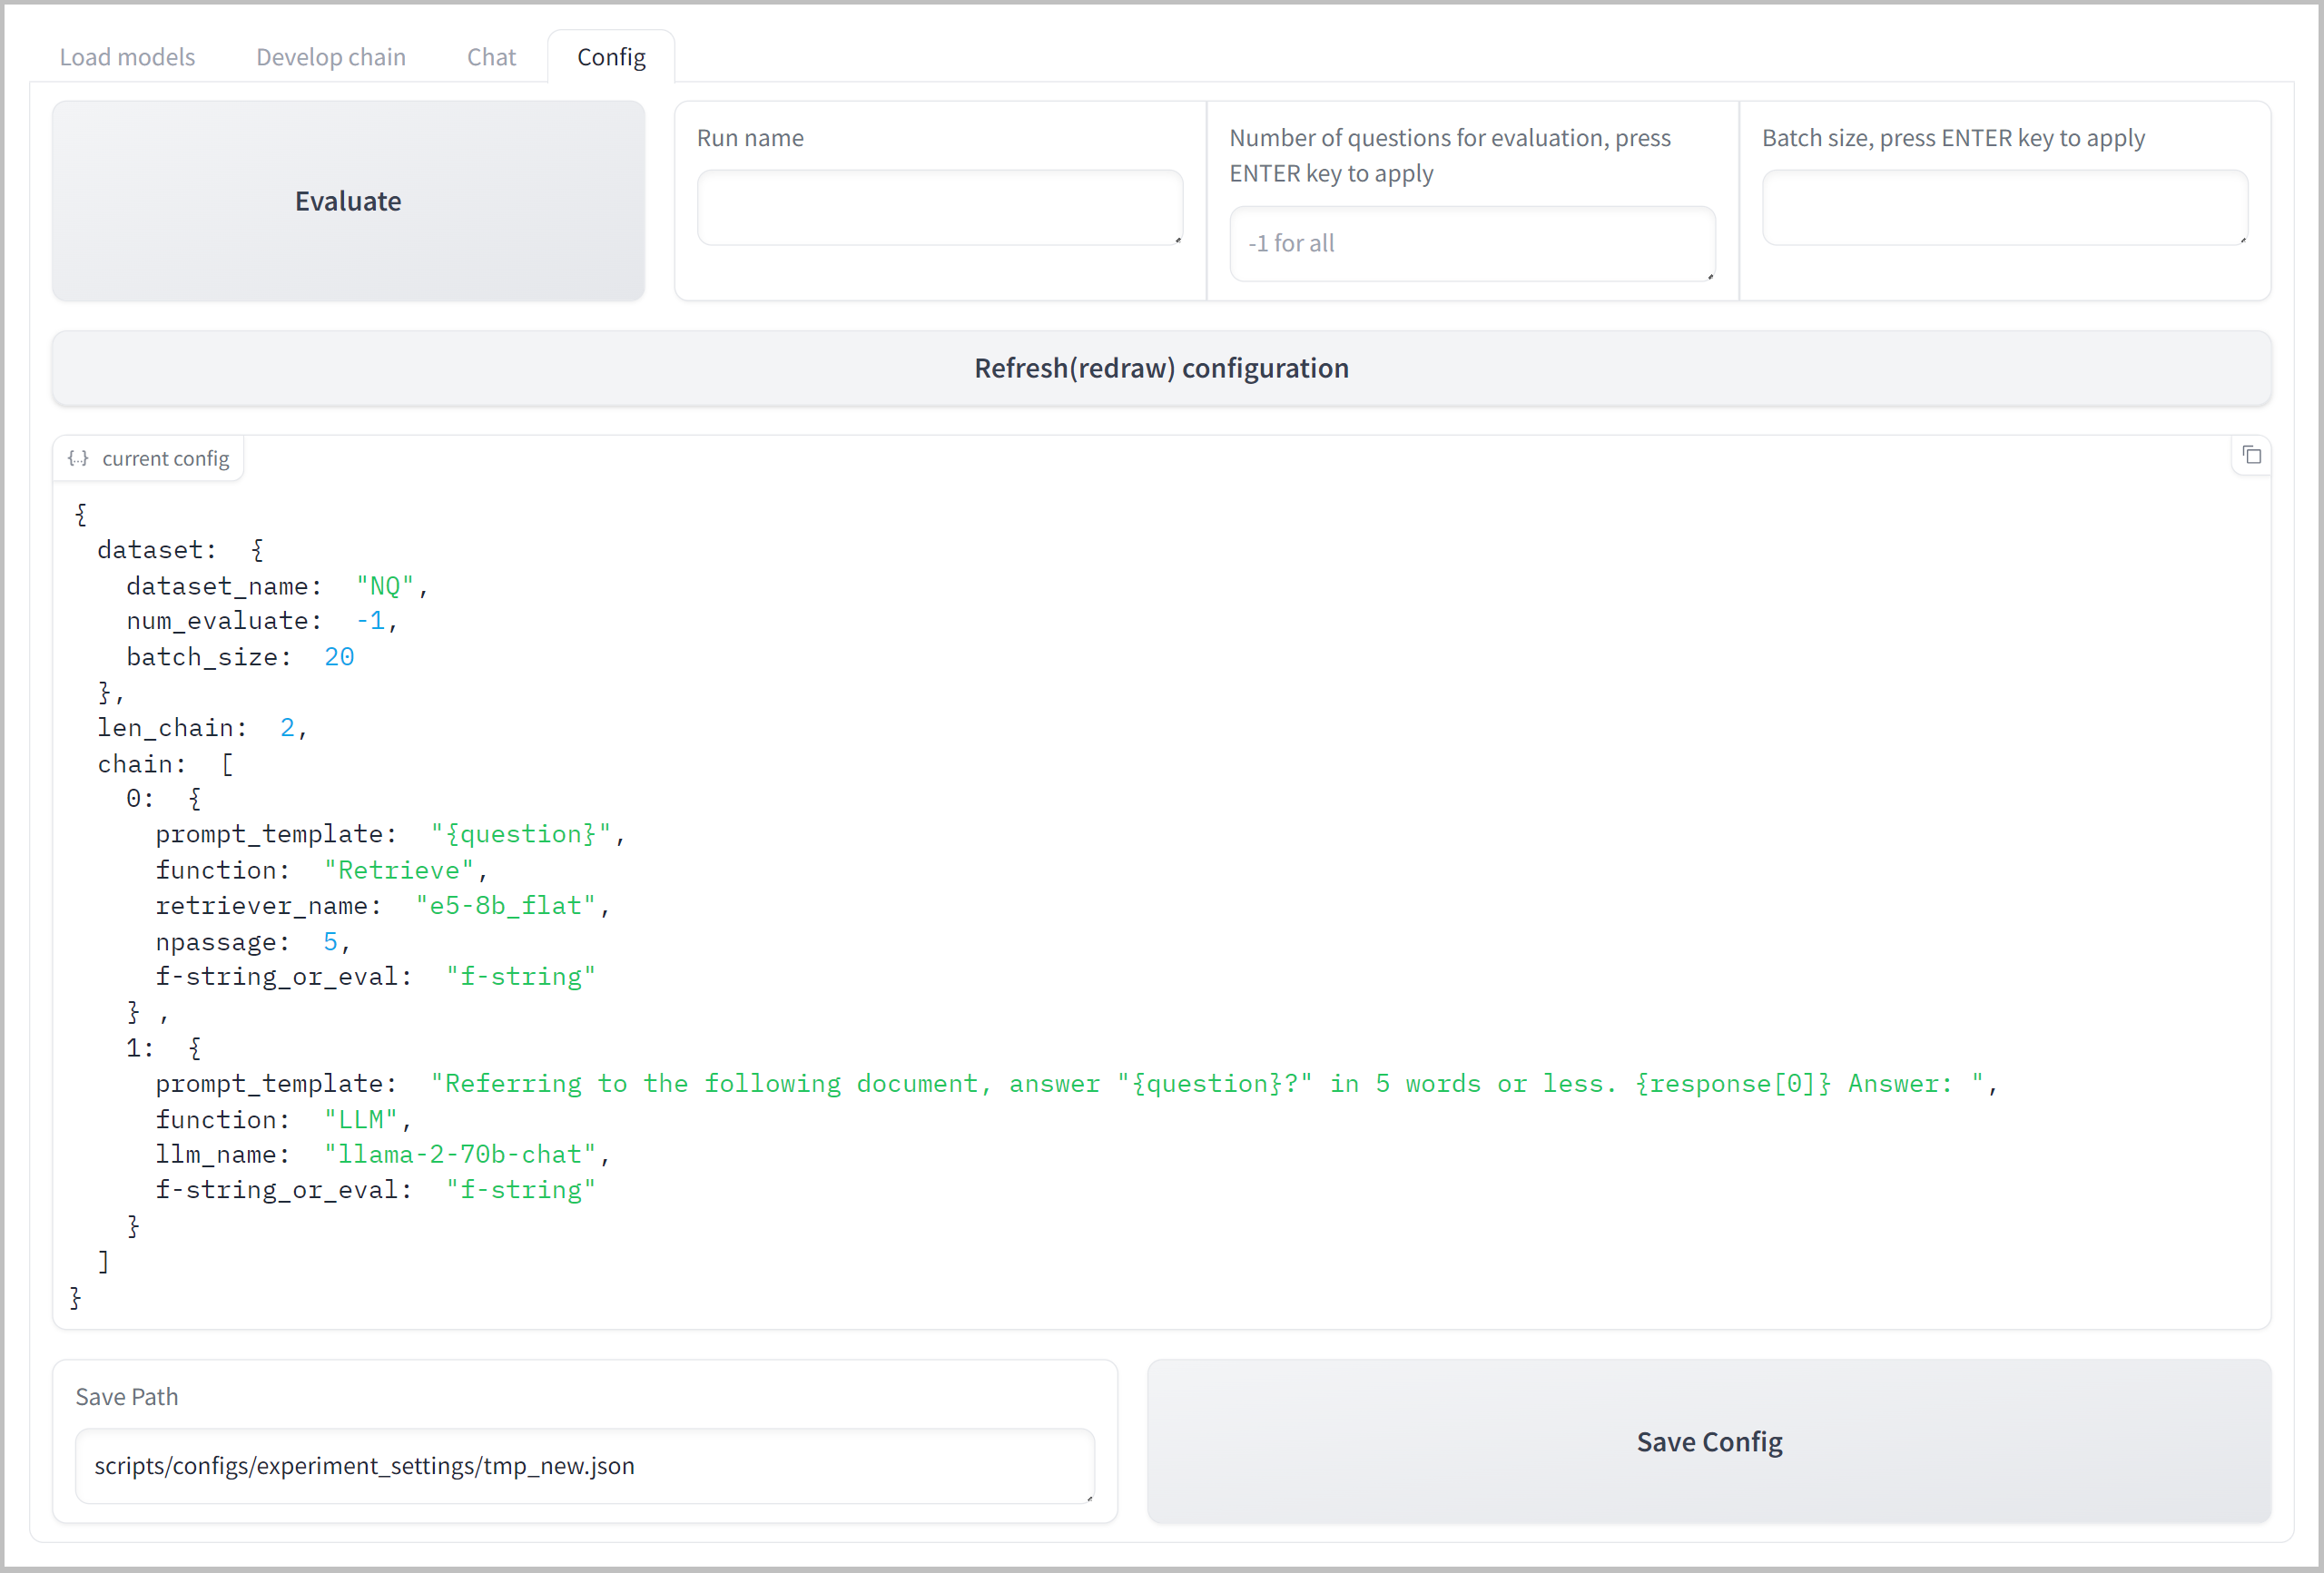 Load models
Develop chain
Chat
Config
Evaluate
Run name
Number of questions for evaluation, press
ENTER key to apply
-1 for all
Batch size, press ENTER key to apply
Refresh(redraw) configuration
{..} current config
{
dataset: {
dataset_name: "NQ",
num_evaluate: -1,
batch_size: 20
},
len_chain: 2,
chain: [
0: {
prompt_template: "{question}",
function: "Retrieve",
retriever_name: "e5-8b_flat",
npassage: 5,
f-string_or_eval: "f-string"
} ,
1: {
prompt_template: "Referring to the following document, answer "{question}?" in 5 words or less. {response[0]} Answer: ",
function: "LLM",
llm_name: "llama-2-70b-chat",
f-string_or_eval: "f-string"
}
]
}
Save Path
scripts/configs/experiment_settings/tmp_new.json
Save Config